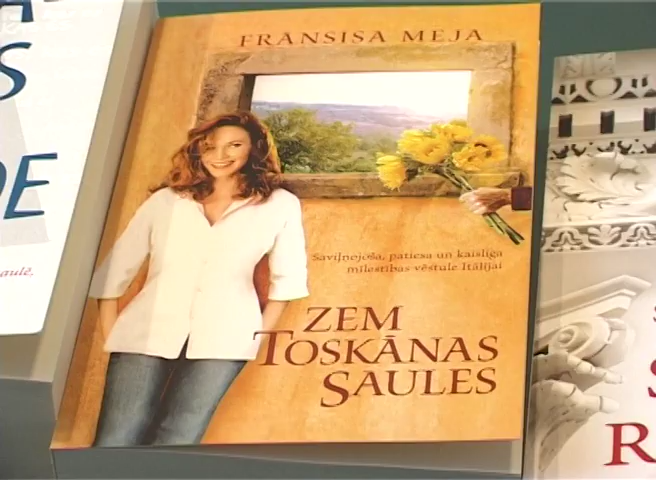 FRANSISA MEJA
Saviļņojoša, patiesa un kaislīga
mīlestības vēstule Itālijai
ZEM
TOSKĀNAS
SAULES